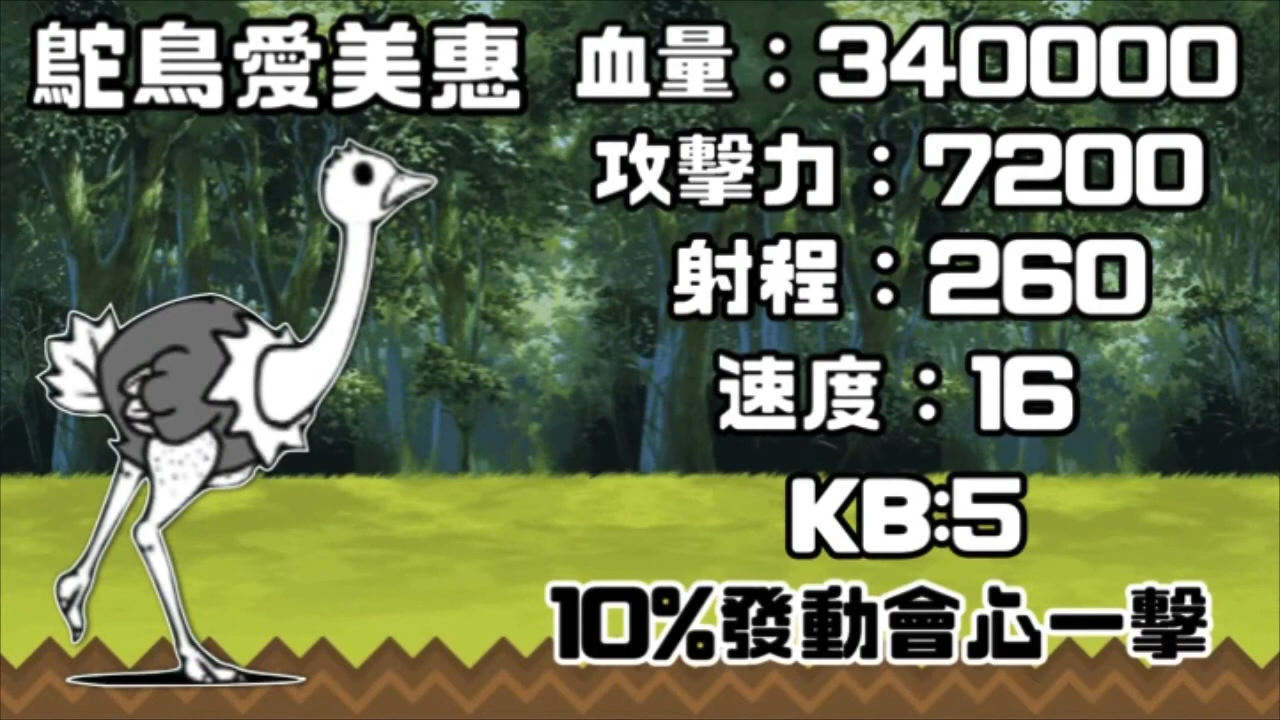 鴕鳥愛美惠
血量：340000
攻擊力：7200
射程：260
速度：16
KB:5
10%發動會心一擊